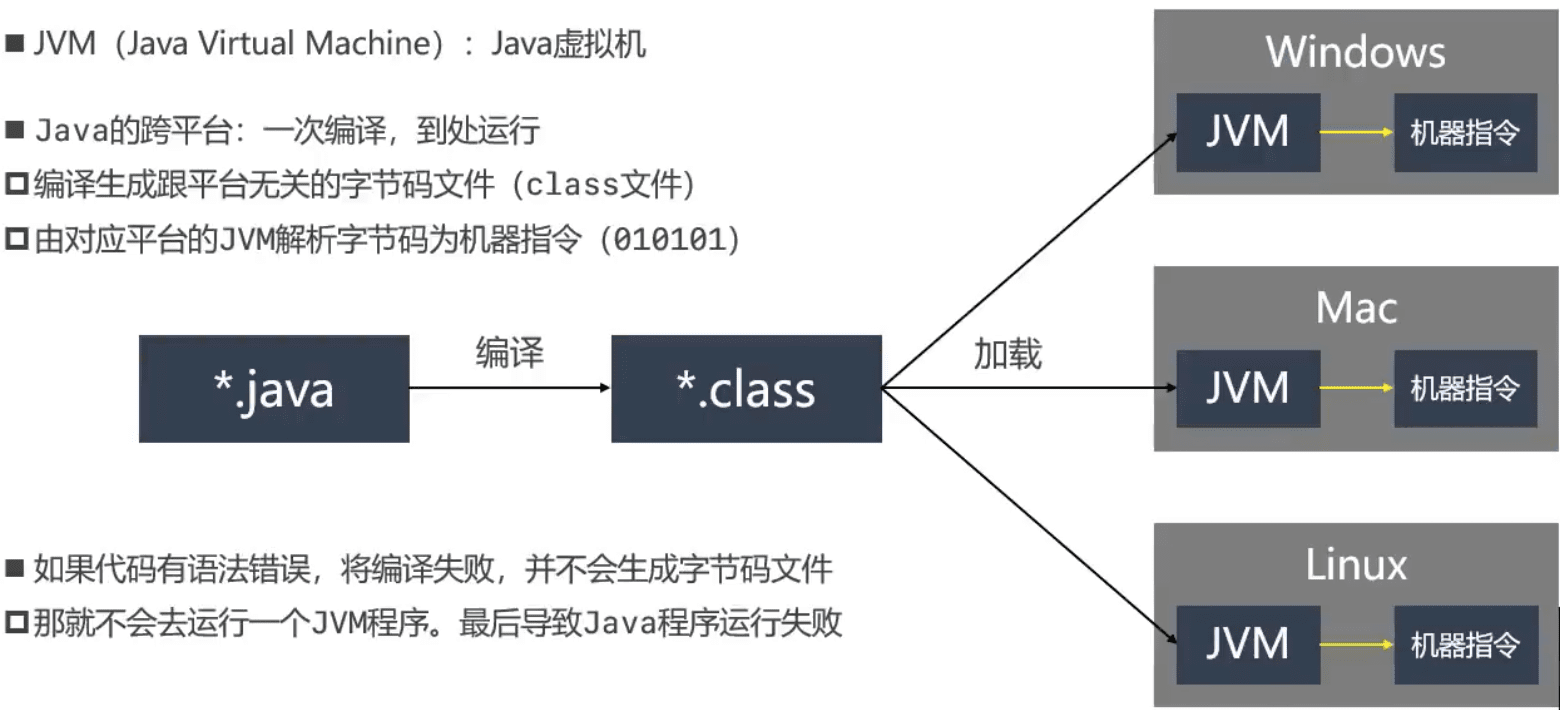 JVM（Java Virtual Machine）：Java虚拟机
Java的跨平台：一次编译，到处运行
编译生成跟平台无关的字节码文件（class文件）
由对应平台的JVM解析字节码为机器指令（010101）
*.java
编译
*.class
加载
Windows
JVM
机器指令
Mac
JVM
机器指令
Linux
JVM
机器指令
如果代码有语法错误，将编译失败，并不会生成字节码文件
那就不会去运行一个JVM程序。最后导致Java程序运行失败